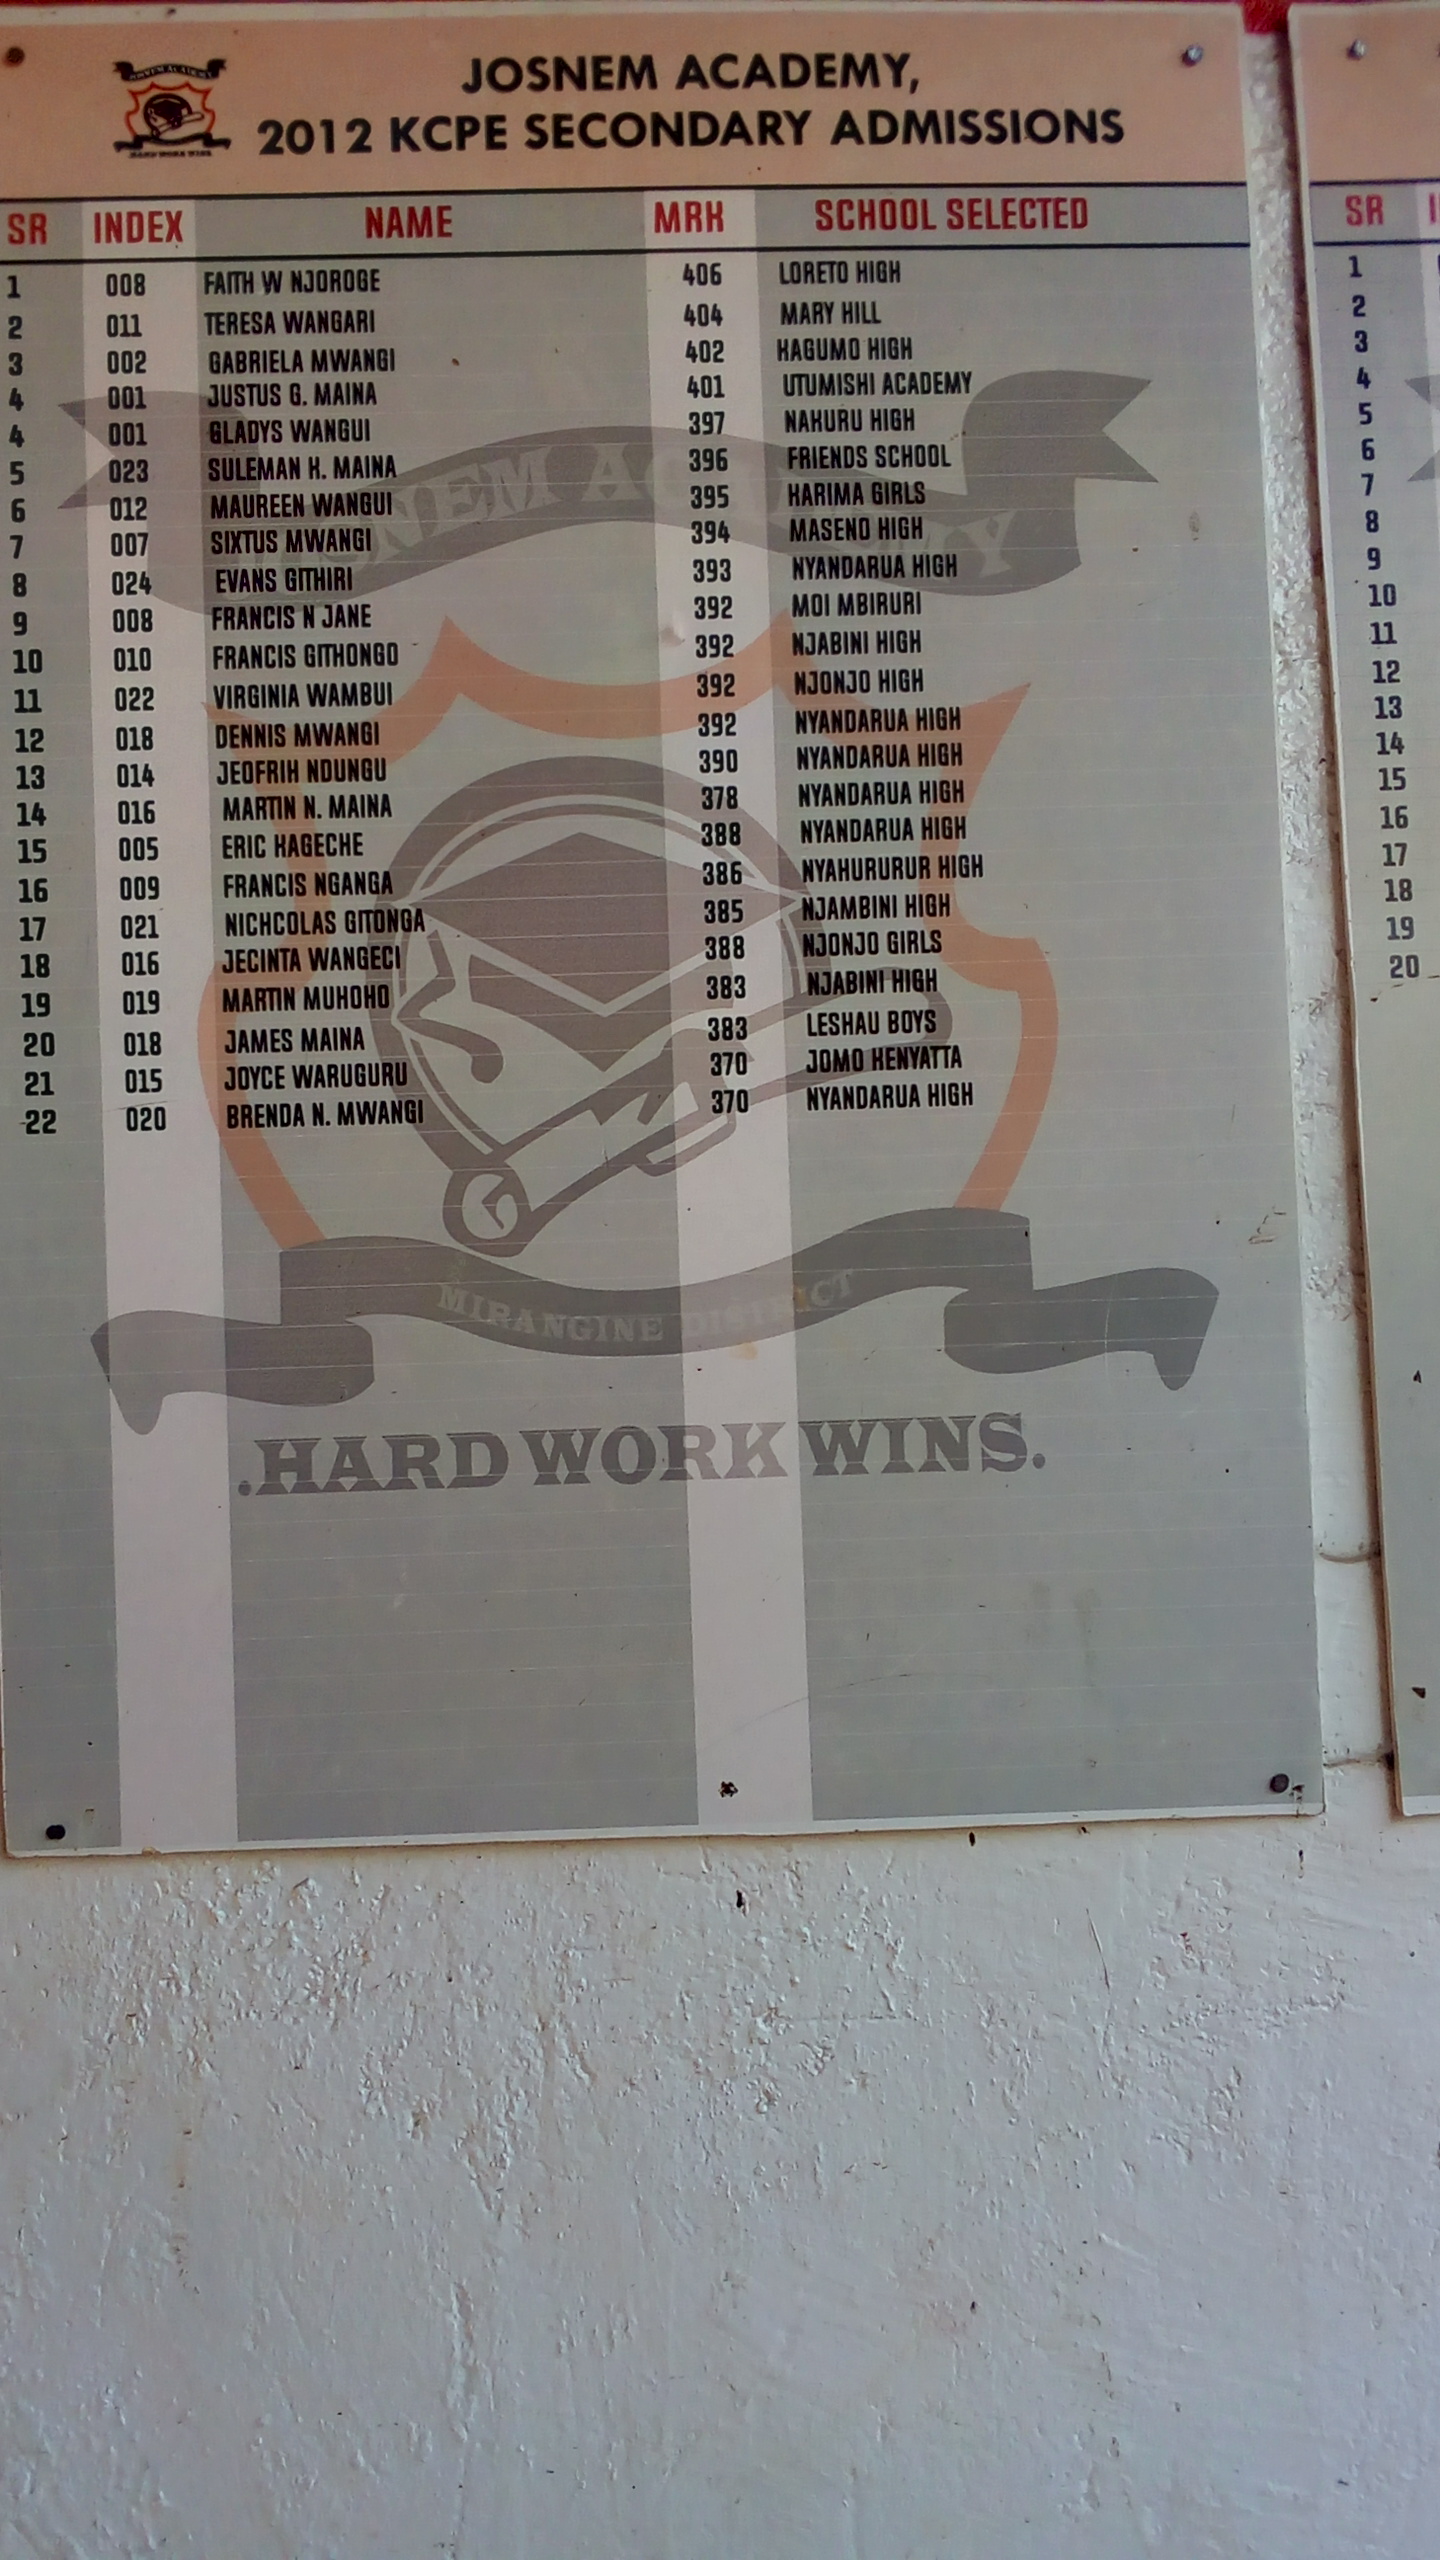 JOSNEM ACADEMY,
2012 KCPE SECONDARY ADMISSIONS
SR INDEX NAME MRK SCHOOL SELECTED
1 008 FAITH W NJOROGE 406 LORETO HIGH
2 011 TERESA WANGARI 404 MARY HILL
3 002 GABRIELA MWANGI 402 KAGUMO HIGH
4 001 JUSTUS G. MAINA 401 UTUMISHI ACADEMY
4 001 GLADYS WANGUI 397 NAKURU HIGH
5 023 SULEMAN K. MAINA 396 FRIENDS SCHOOL
6 012 MAUREEN WANGUI 395 KARIMA GIRLS
7 007 SIXTUS MWANGI 394 MASENO HIGH
8 024 EVANS GITHIRI 393 NYANDARUA HIGH
9 008 FRANCIS N JANE 392 MOI MBIRURI
10 010 FRANCIS GITHONGO 392 NJABINI HIGH
11 022 VIRGINIA WAMBUI 392 NJONJO HIGH
12 018 DENNIS MWANGI 392 NYANDARUA HIGH
13 014 JEOFRIH NDUNGU 390 NYANDARUA HIGH
14 016 MARTIN N. MAINA 378 NYANDARUA HIGH
15 005 ERIC KAGECHE 388 NYANDARUA HIGH
16 009 FRANCIS NGANGA 386 NYAHURURUR HIGH
17 021 NICHCOLAS GITONGA 385 NJAMBINI HIGH
18 016 JECINTA WANGECI 388 NJONJO GIRLS
19 019 MARTIN MUHOHO 383 NJABINI HIGH
20 018 JAMES MAINA 383 LESHAU BOYS
21 015 JOYCE WARUGURU 370 JOMO KENYATTA
22 020 BRENDA N. MWANGI 370 NYANDARUA HIGH
MIRANGINE DISTRICT
.HARD WORK WINS.
SR
1
2
3
4
5
6
7
8
9
10
11
12
13
14
15
16
17
18
19
20